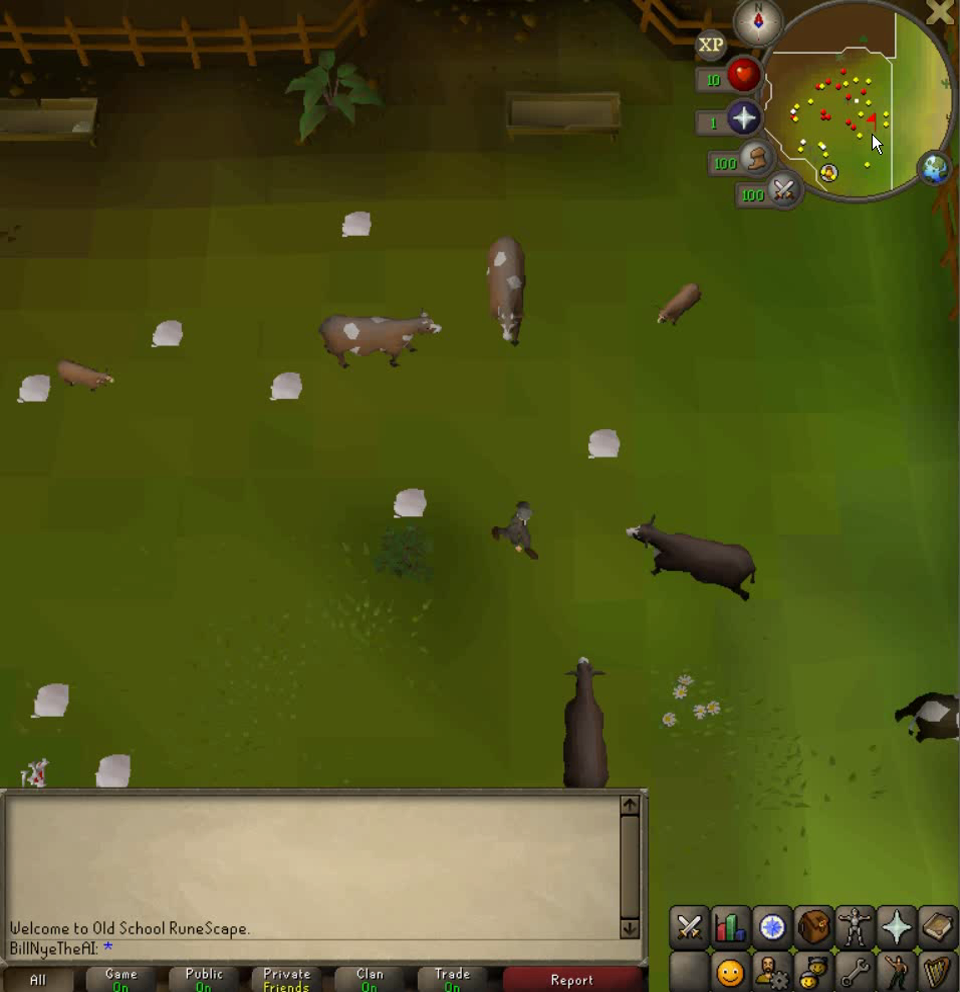 N
XP
10
1
100
100
Welcome to Old School RuneScape.
BillNyeTheAI: *
All
Game
On
Public
On
Private
Friends
Clan
On
Trade
On
Report